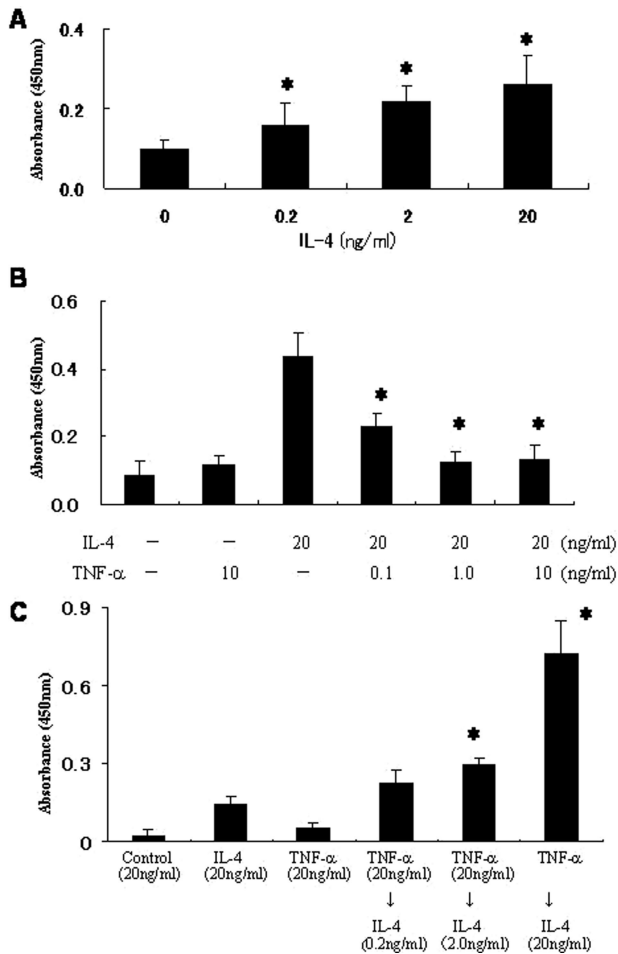 A
Absorbance (450nm)
0.4
0.2
0.0
0 0.2 2 20
IL-4 (ng/ml)
B
Absorbance (450nm)
0.6
0.4
0.2
0.0
IL-4 — — 20 20 20 20 (ng/ml)
TNF-α — 10 — 0.1 1.0 10 (ng/ml)
C
Absorbance (450nm)
0.9
0.6
0.3
0
Control IL-4 TNF-α TNF-α TNF-α TNF-α
(20ng/ml) (20ng/ml) (20ng/ml) (20ng/ml) (20ng/ml)
↓ ↓ ↓
IL-4 IL-4 IL-4
(0.2ng/ml) (2.0ng/ml) (20ng/ml)